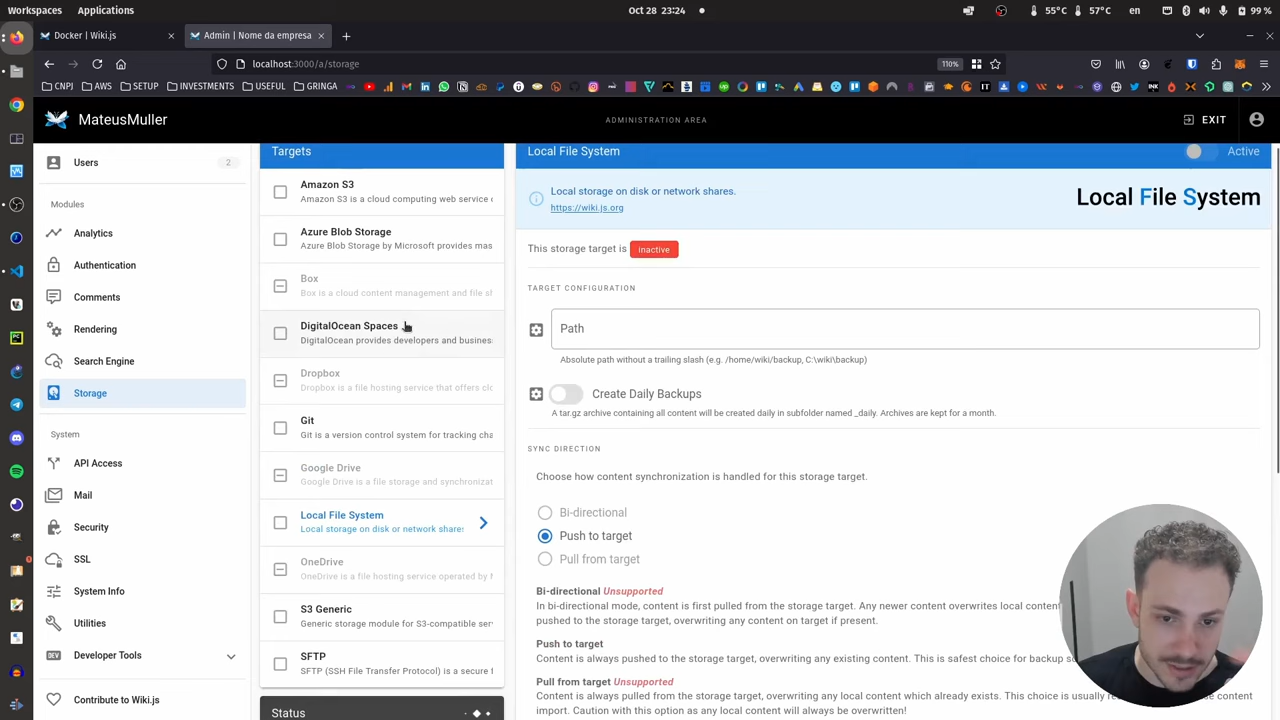 Workspaces Applications Oct 28 23:24 55°C 57°C en 99 %
Docker | Wiki.js Admin | Nome da empresa
localhost:3000/a/storage 110%
CNPJ AWS SETUP INVESTMENTS USEFUL GRINGA
MateusMuller ADMINISTRATION AREA EXIT
Users 2
Modules
Analytics
Authentication
Comments
Rendering
Search Engine
Storage
System
API Access
Mail
Security
SSL
System Info
Utilities
DEV Developer Tools
Contribute to Wiki.js
Targets
Amazon S3
Amazon S3 is a cloud computing web service
Azure Blob Storage
Azure Blob Storage by Microsoft provides mas
Box
Box is a cloud content management and file sh
DigitalOcean Spaces
DigitalOcean provides developers and busines
Dropbox
Dropbox is a file hosting service that offers clo
Git
Git is a version control system for tracking cha
Google Drive
Google Drive is a file storage and synchronizat
Local File System
Local storage on disk or network shares
OneDrive
OneDrive is a file hosting service operated by
S3 Generic
Generic storage module for S3-compatible ser
SFTP
SFTP (SSH File Transfer Protocol) is a secure
Status
Local File System Active
Local storage on disk or network shares.
https://wiki.js.org
Local File System
This storage target is inactive
TARGET CONFIGURATION
Path
Absolute path without a trailing slash (e.g. /home/wiki/backup, C:\wiki\backup)
Create Daily Backups
A tar.gz archive containing all content will be created daily in subfolder named _daily. Archives are kept for a month.
SYNC DIRECTION
Choose how content synchronization is handled for this storage target.
Bi-directional
Push to target
Pull from target
Bi-directional Unsupported
In bi-directional mode, content is first pulled from the storage target. Any newer content overwrites local content
pushed to the storage target, overwriting any content on target if present.
Push to target
Content is always pushed to the storage target, overwriting any existing content. This is safest choice for backup
Pull from target Unsupported
Content is always pulled from the storage target, overwriting any local content which already exists. This choice is usually content
import. Caution with this option as any local content will always be overwritten!